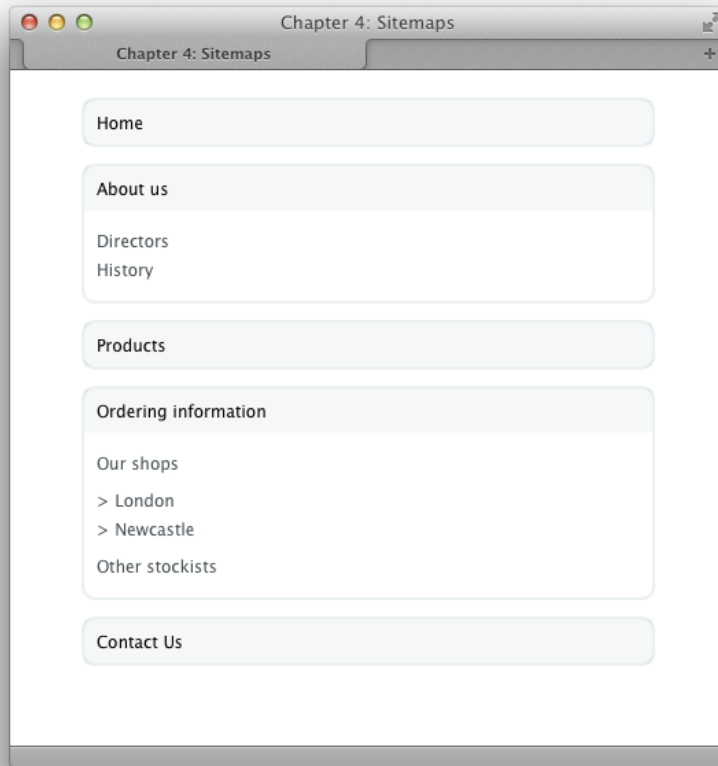 Chapter 4: Sitemaps
Chapter 4: Sitemaps
Home
About us
Directors
History
Products
Ordering information
Our shops
> London
> Newcastle
Other stockists
Contact Us